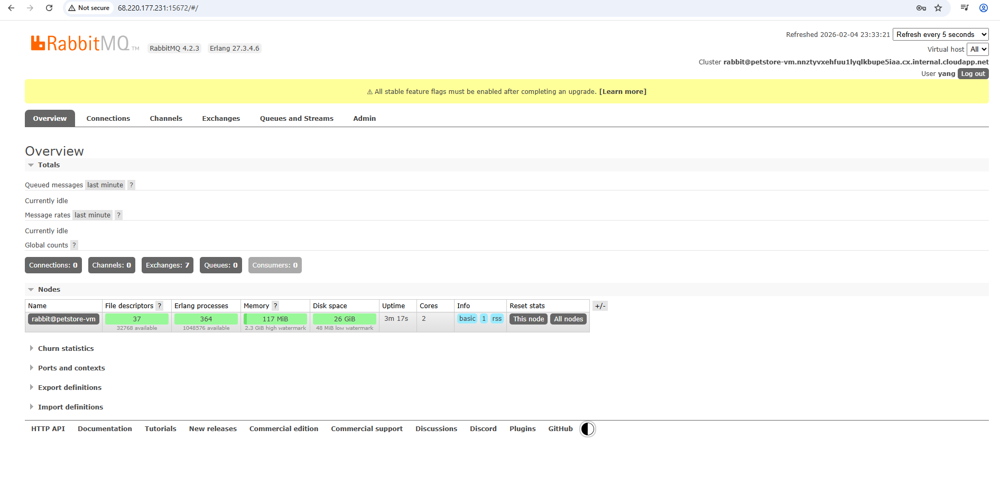 Not secure 68.220.177.231:15672/#/
RabbitMQ TM RabbitMQ 4.2.3 Erlang 27.3.4.6
Refreshed 2026-02-04 23:33:21 Refresh every 5 seconds
Virtual host All
Cluster rabbit@petstore-vm.nnztyvxehfuu1lyqlkbupe5iaa.cx.internal.cloudapp.net
User yang Log out
⚠ All stable feature flags must be enabled after completing an upgrade. [Learn more]
Overview Connections Channels Exchanges Queues and Streams Admin
Overview
Totals
Queued messages last minute ?
Currently idle
Message rates last minute ?
Currently idle
Global counts ?
Connections: 0 Channels: 0 Exchanges: 7 Queues: 0 Consumers: 0
Nodes
Name File descriptors ? Erlang processes Memory ? Disk space Uptime Cores Info Reset stats +/-
rabbit@petstore-vm 37 364 117 MiB 26 GiB 3m 17s 2 basic 1 rss This node All nodes
32768 available 1048576 available 2.3 GiB high watermark 48 MiB low watermark
Churn statistics
Ports and contexts
Export definitions
Import definitions
HTTP API Documentation Tutorials New releases Commercial edition Commercial support Discussions Discord Plugins GitHub